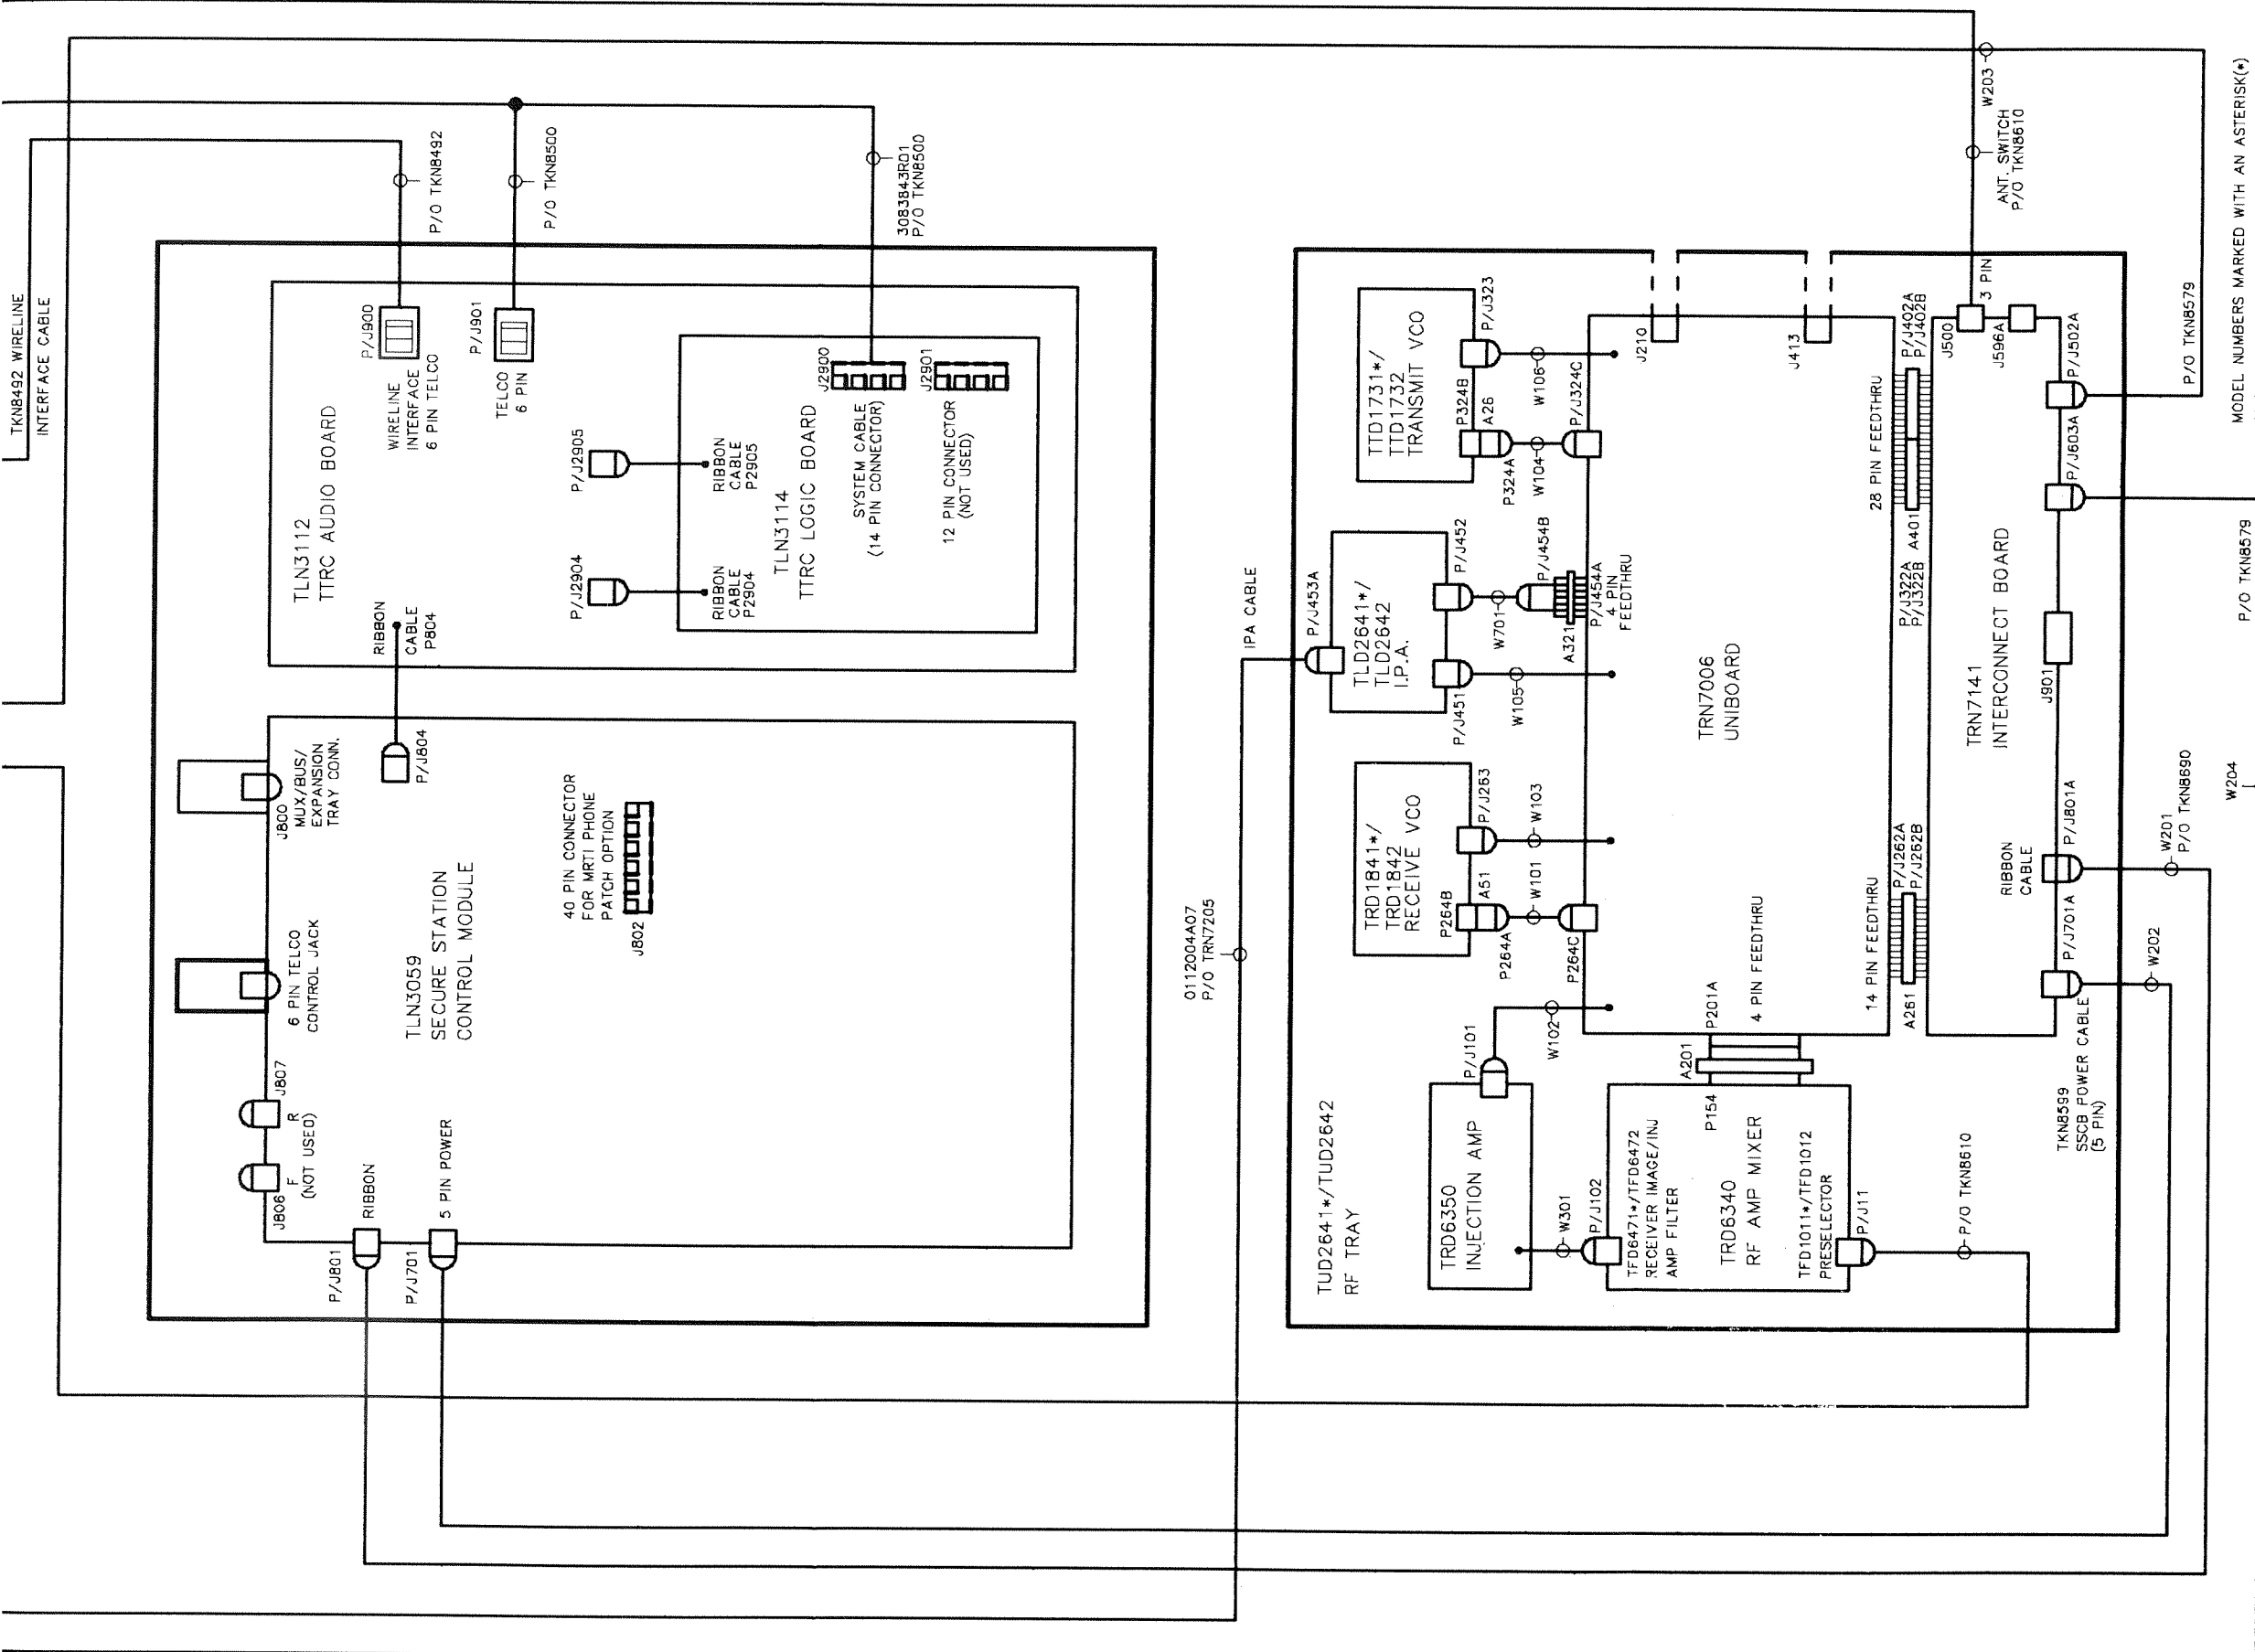 TKN8492 WIRELINE
INTERFACE CABLE
P/O TKN8492
P/O TKN8500
3083843R01
P/O TKN8500
W203
ANT. SWITCH
P/O TKN8610
MODEL NUMBERS MARKED WITH AN ASTERISK(*)
TLN3112
TTRC AUDIO BOARD
P/J900
WIRELINE
INTERFACE
6 PIN TELCO
P/J901
TELCO
6 PIN
P/J2905
RIBBON
CABLE
P2905
P/J2904
RIBBON
CABLE
P2904
TLN3114
TTRC LOGIC BOARD
J2900
SYSTEM CABLE
(14 PIN CONNECTOR)
J2901
12 PIN CONNECTOR
(NOT USED)
RIBBON
CABLE
P804
P/J804
J800
MUX/BUS/
EXPANSION
TRAY CONN.
6 PIN TELCO
CONTROL JACK
TLN3059
SECURE STATION
CONTROL MODULE
40 PIN CONNECTOR
FOR MRTI PHONE
PATCH OPTION
J802
J807
R
J806
F
(NOT USED)
RIBBON
P/J801
5 PIN POWER
P/J701
IPA CABLE
0112004A07
P/O TRN7205
TUD2641*/TUD2642
RF TRAY
TTD1731*/
TTD1732
TRANSMIT VCO
P/J323
P324B
A26
P324A
W106
W104
P/J324C
J210
J413
P/J453A
TLD2641*/
TLD2642
I.P.A.
P/J452
P/J451
W701
W105
P/J454B
A321
P/J454A
4 PIN
FEEDTHRU
TRD1841*/
TRD1842
RECEIVE VCO
P/J263
P264B
A51
P264A
W103
W101
P264C
TRN7006
UNIBOARD
28 PIN FEEDTHRU
P/J402A
P/J402B
A401
P/J322A
P/J322B
14 PIN FEEDTHRU
P/J262A
P/J262B
A261
TRN7141
INTERCONNECT BOARD
J500
3 PIN
J596A
P/J502A
P/J603A
J901
RIBBON
CABLE
P/J801A
P/J701A
P/J101
W102
TRD6350
INJECTION AMP
A201
P201A
4 PIN FEEDTHRU
P154
W301
P/J102
TFD6471*/TFD6472
RECEIVER IMAGE/INJ
AMP FILTER
TRD6340
RF AMP MIXER
TFD1011*/TFD1012
PRESELECTOR
P/J11
P/O TKN8610
TKN8599
SSCB POWER CABLE
(5 PIN)
W202
W201
P/O TKN8690
P/O TKN8579
P/O TKN8579
W204